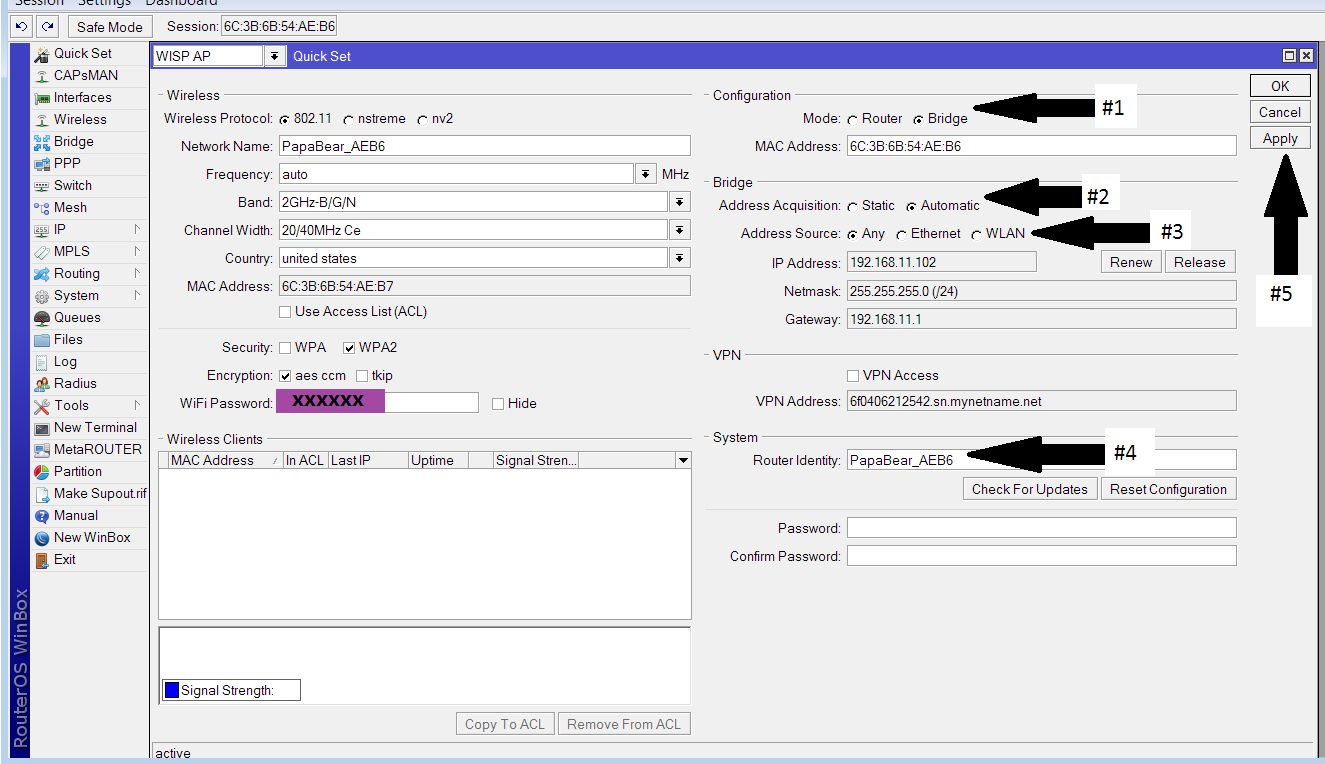 Session Settings Dashboard
Safe Mode Session: 6C:3B:6B:54:AE:B6
Quick Set
CAPsMAN
Interfaces
Wireless
Bridge
PPP
Switch
Mesh
IP
MPLS
Routing
System
Queues
Files
Log
Radius
Tools
New Terminal
MetaROUTER
Partition
Make Supout.rif
Manual
New WinBox
Exit
RouterOS WinBox
WISP AP Quick Set
Wireless
Wireless Protocol: 802.11 nstreme nv2
Network Name: PapaBear_AEB6
Frequency: auto MHz
Band: 2GHz-B/G/N
Channel Width: 20/40MHz Ce
Country: united states
MAC Address: 6C:3B:6B:54:AE:B7
Use Access List (ACL)
Security: WPA WPA2
Encryption: aes ccm tkip
WiFi Password: XXXXXX Hide
Wireless Clients
MAC Address In ACL Last IP Uptime Signal Stren...
Signal Strength:
Copy To ACL Remove From ACL
active
Configuration
Mode: Router Bridge #1
MAC Address: 6C:3B:6B:54:AE:B6
Bridge
Address Acquisition: Static Automatic #2
Address Source: Any Ethernet WLAN #3
IP Address: 192.168.11.102 Renew Release
Netmask: 255.255.255.0 (/24)
Gateway: 192.168.11.1
VPN
VPN Access
VPN Address: 6f0406212542.sn.mynetname.net
System
Router Identity: PapaBear_AEB6 #4
Check For Updates Reset Configuration
Password:
Confirm Password:
OK
Cancel
Apply
#5